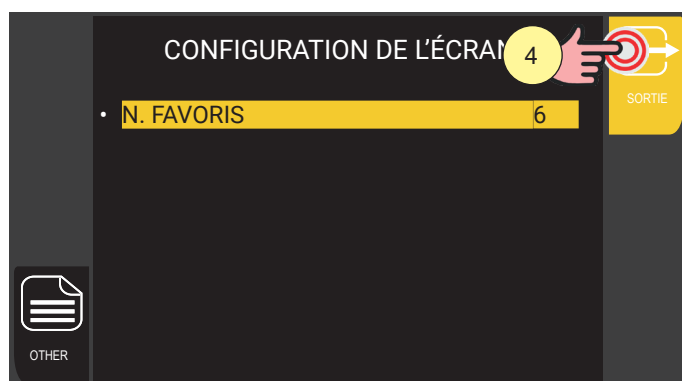 CONFIGURATION DE L'ÉCRAN
4
SORTIE
• N. FAVORIS 6
OTHER